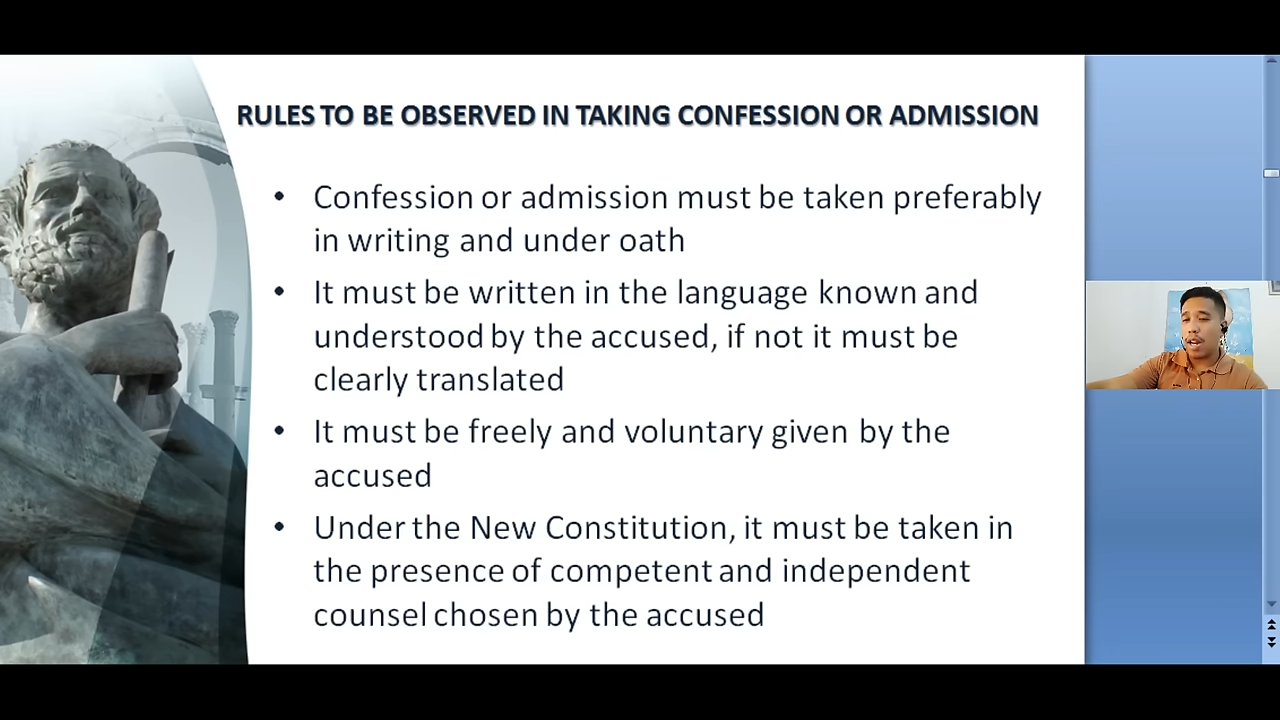 RULES TO BE OBSERVED IN TAKING CONFESSION OR ADMISSION
• Confession or admission must be taken preferably
in writing and under oath
• It must be written in the language known and
understood by the accused, if not it must be
clearly translated
• It must be freely and voluntary given by the
accused
• Under the New Constitution, it must be taken in
the presence of competent and independent
counsel chosen by the accused